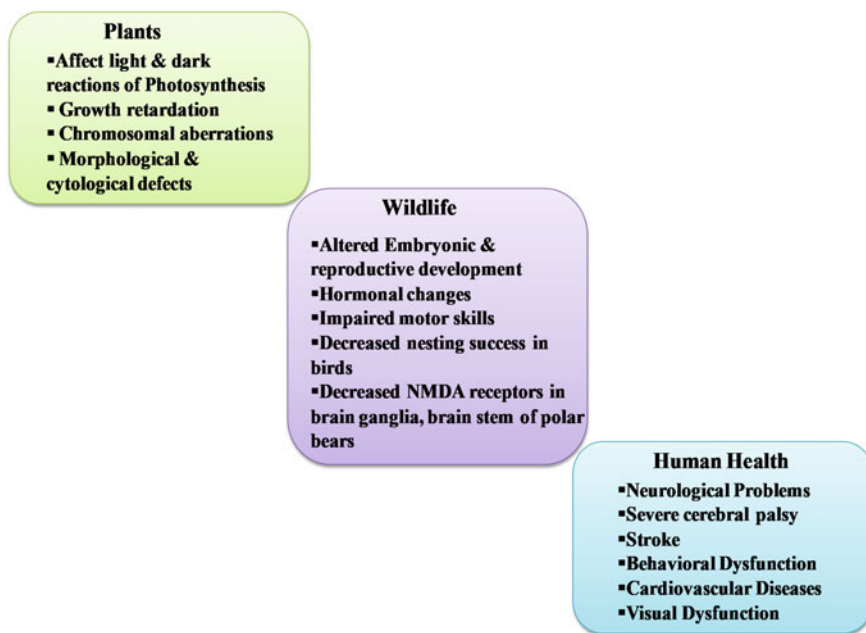 Plants
▪Affect light & dark
reactions of Photosynthesis
▪ Growth retardation
▪ Chromosomal aberrations
▪ Morphological &
cytological defects
Wildlife
▪Altered Embryonic &
reproductive development
▪Hormonal changes
▪Impaired motor skills
▪Decreased nesting success in
birds
▪Decreased NMDA receptors in
brain ganglia, brain stem of polar
bears
Human Health
▪Neurological Problems
▪Severe cerebral palsy
▪Stroke
▪Behavioral Dysfunction
▪Cardiovascular Diseases
▪Visual Dysfunction